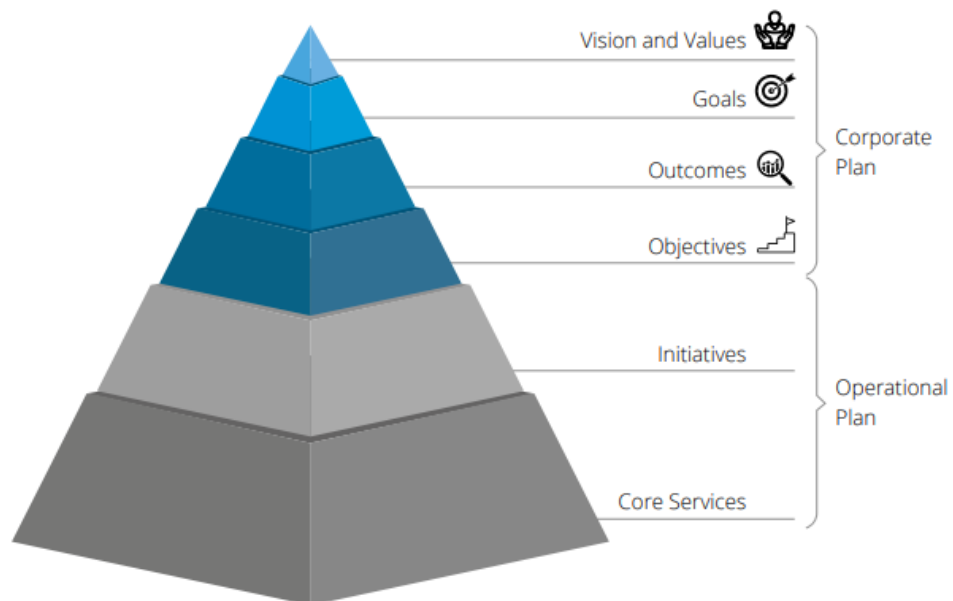 Vision and Values
Goals
Outcomes
Objectives
Corporate
Plan
Initiatives
Operational
Plan
Core Services